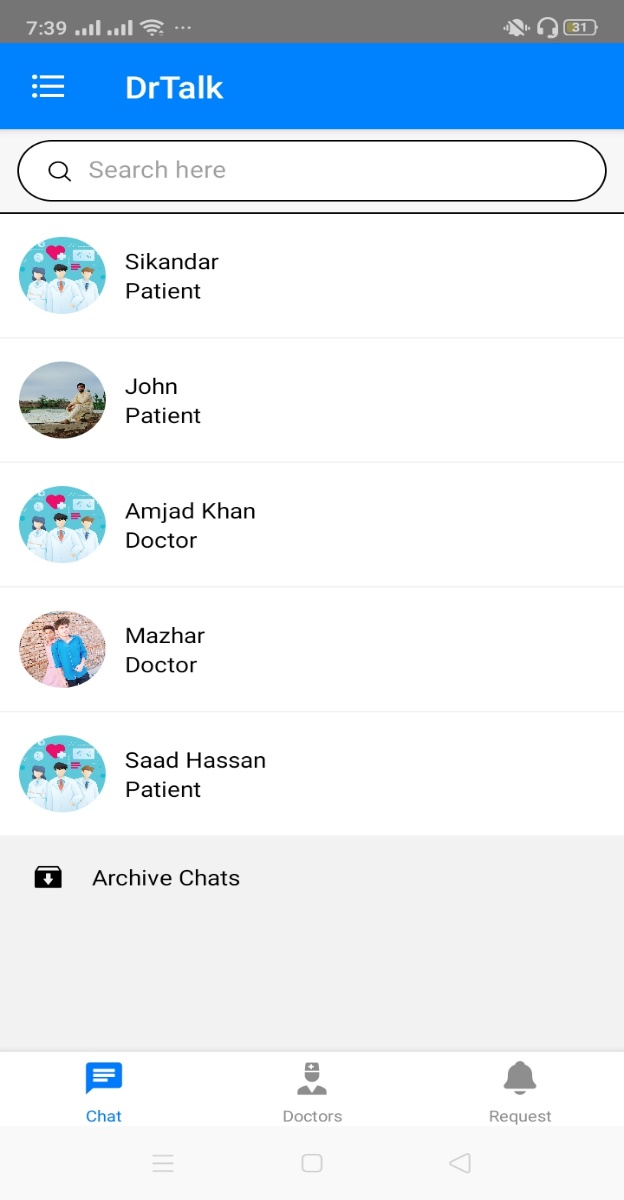 7:39
31
DrTalk
Search here
Sikandar
Patient
John
Patient
Amjad Khan
Doctor
Mazhar
Doctor
Saad Hassan
Patient
Archive Chats
Chat
Doctors
Request